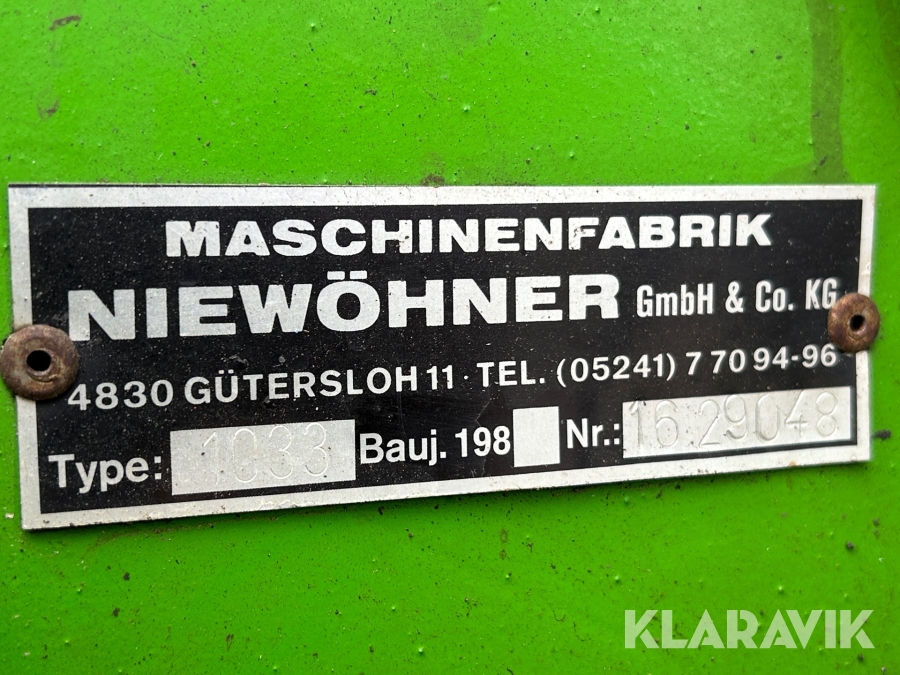 MASCHINENFABRIK
NIEWÖHNER GmbH & Co. KG
4830 GÜTERSLOH 11 · TEL. (05241) 7 70 94-96
Type: 1033 Bauj. 198 Nr.: 16 29048
KLARAVIK